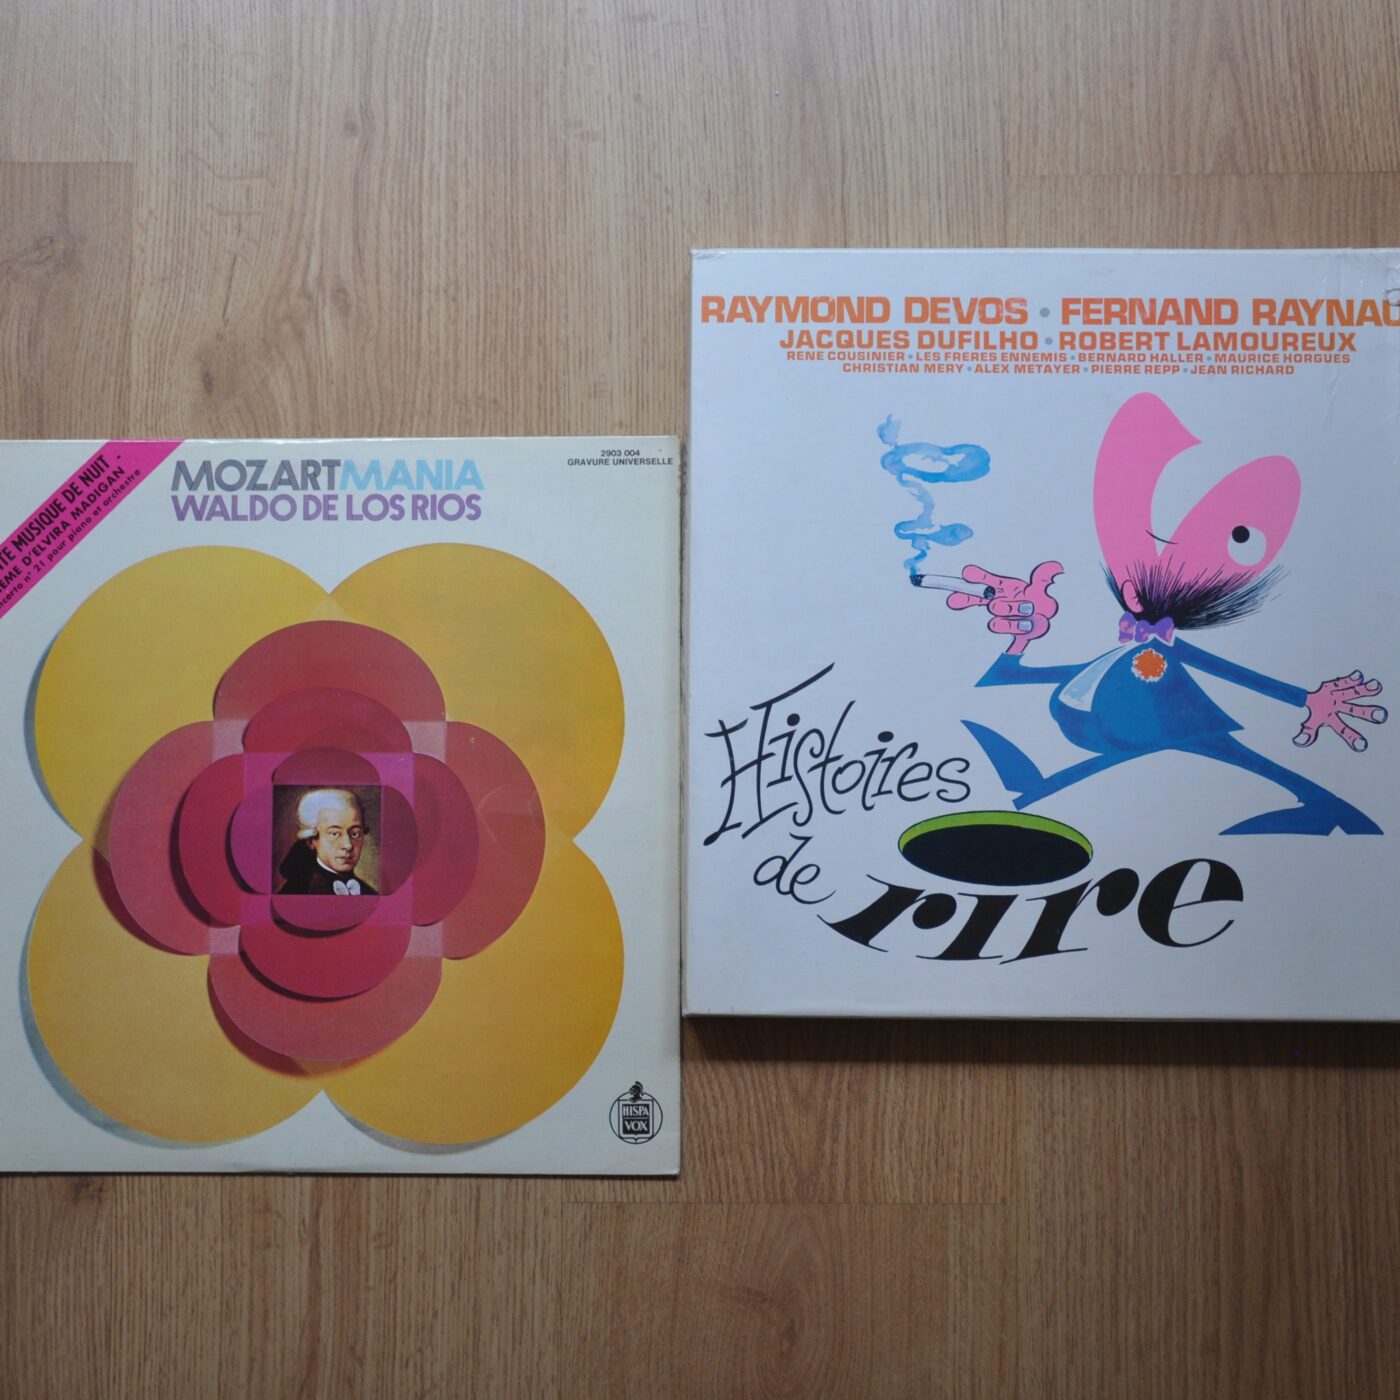 MUSIQUE DE NUIT -
D'ELVIRA MADIGAN
n° 21 pour piano et orchestre
MOZARTMANIA
WALDO DE LOS RIOS
2903 004
GRAVURE UNIVERSELLE
HISPA
VOX
RAYMOND DEVOS • FERNAND RAYNAU
JACQUES DUFILHO • ROBERT LAMOUREUX
RENE COUSINIER • LES FRERES ENNEMIS • BERNARD HALLER • MAURICE HORGUES
CHRISTIAN MERY • ALEX METAYER • PIERRE REPP • JEAN RICHARD
Histoires
de
rire